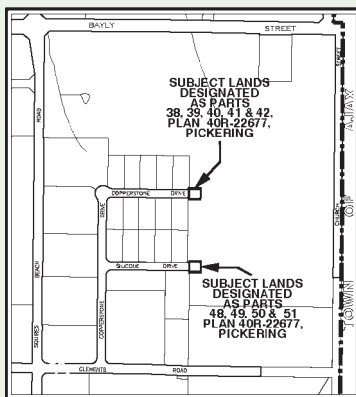 BAYLY STREET
SUBJECT LANDS
DESIGNATED
AS PARTS
38, 39, 40, 41 & 42,
PLAN 40R-22677,
PICKERING
STREET
ROAD
TOWN OF AJAX
COPPERSTONE DRIVE
CHURCH
DRIVE
SILICONE DRIVE
BEACH
SUBJECT LANDS
DESIGNATED
AS PARTS
48, 49, 50 & 51
PLAN 40R-22677,
PICKERING
COPPERSTONE
SQUIRES
CLEMENTS ROAD